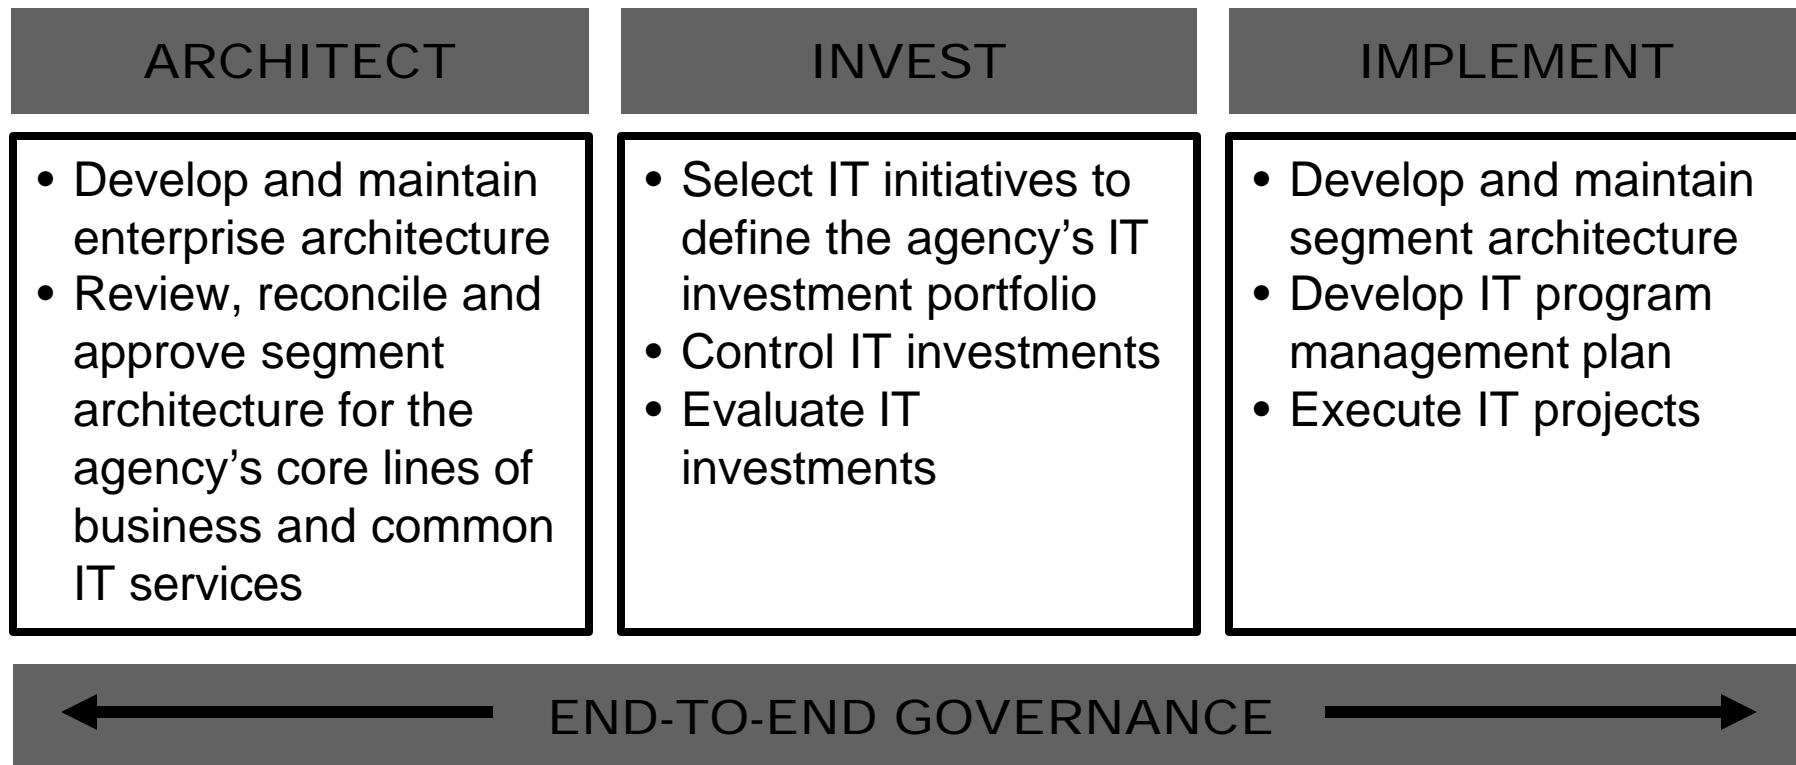 ARCHITECT
• Develop and maintain
enterprise architecture
• Review, reconcile and
approve segment
architecture for the
agency’s core lines of
business and common
IT services
INVEST
• Select IT initiatives to
define the agency’s IT
investment portfolio
• Control IT investments
• Evaluate IT
investments
IMPLEMENT
• Develop and maintain
segment architecture
• Develop IT program
management plan
• Execute IT projects
END-TO-END GOVERNANCE